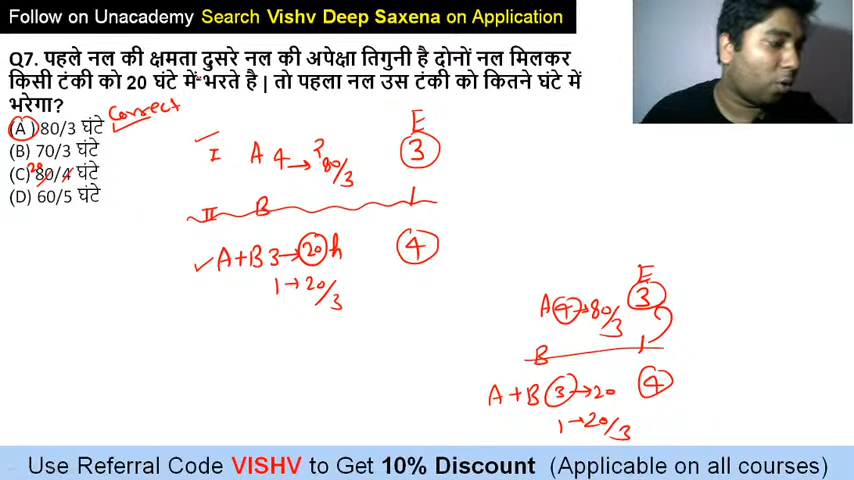 Follow on Unacademy Search Vishv Deep Saxena on Application
Q7. पहले नल की क्षमता दुसरे नल की अपेक्षा तिगुनी है दोनों नल मिलकर
किसी टंकी को 20 घंटे में भरते है | तो पहला नल उस टंकी को कितने घंटे में
भरेगा?
(A) 80/3 घंटे Correct
(B) 70/3 घंटे
(C) 80/4 घंटे 20
(D) 60/5 घंटे
E
I A 4 → ? 80/3 3
II B 1
A+B 3 → 20 h 4
1 → 20/3
E
A 4 → 80/3 3
B 1
A+B 3 → 20 4
1 → 20/3
Use Referral Code VISHV to Get 10% Discount (Applicable on all courses)